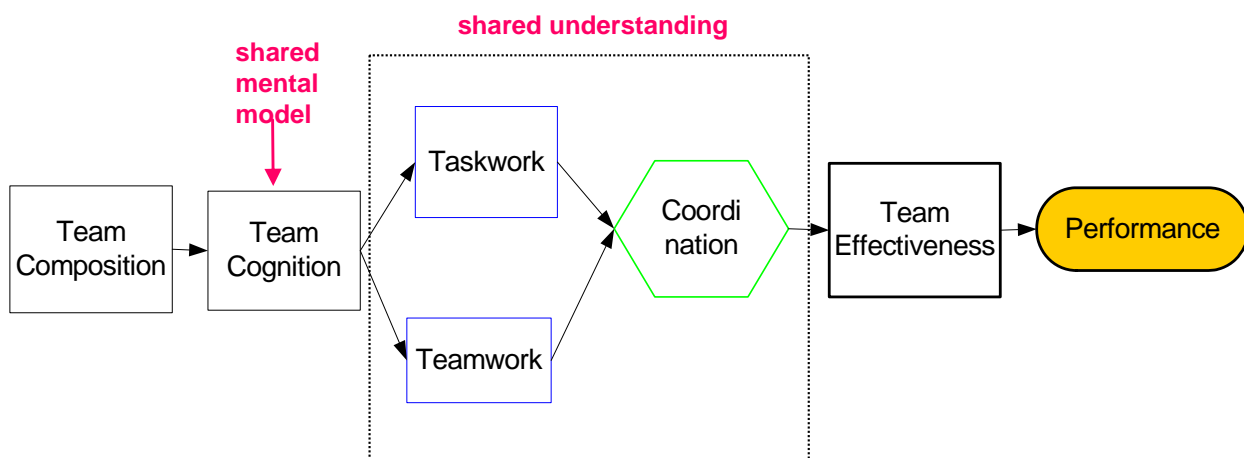 shared understanding
shared
mental
model
Team
Composition
Team
Cognition
Taskwork
Teamwork
Coordi
nation
Team
Effectiveness
Performance